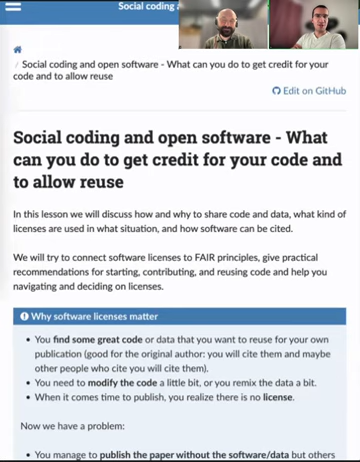 Social coding
Social coding and open software - What can you do to get credit for your
code and to allow reuse
Edit on GitHub
Social coding and open software - What
can you do to get credit for your code and
to allow reuse
In this lesson we will discuss how and why to share code and data, what kind of
licenses are used in what situation, and how software can be cited.
We will try to connect software licenses to FAIR principles, give practical
recommendations for starting, contributing, and reusing code and help you
navigating and deciding on licenses.
Why software licenses matter
• You find some great code or data that you want to reuse for your own
publication (good for the original author: you will cite them and maybe
other people who cite you will cite them).
• You need to modify the code a little bit, or you remix the data a bit.
• When it comes time to publish, you realize there is no license.
Now we have a problem:
• You manage to publish the paper without the software/data but others